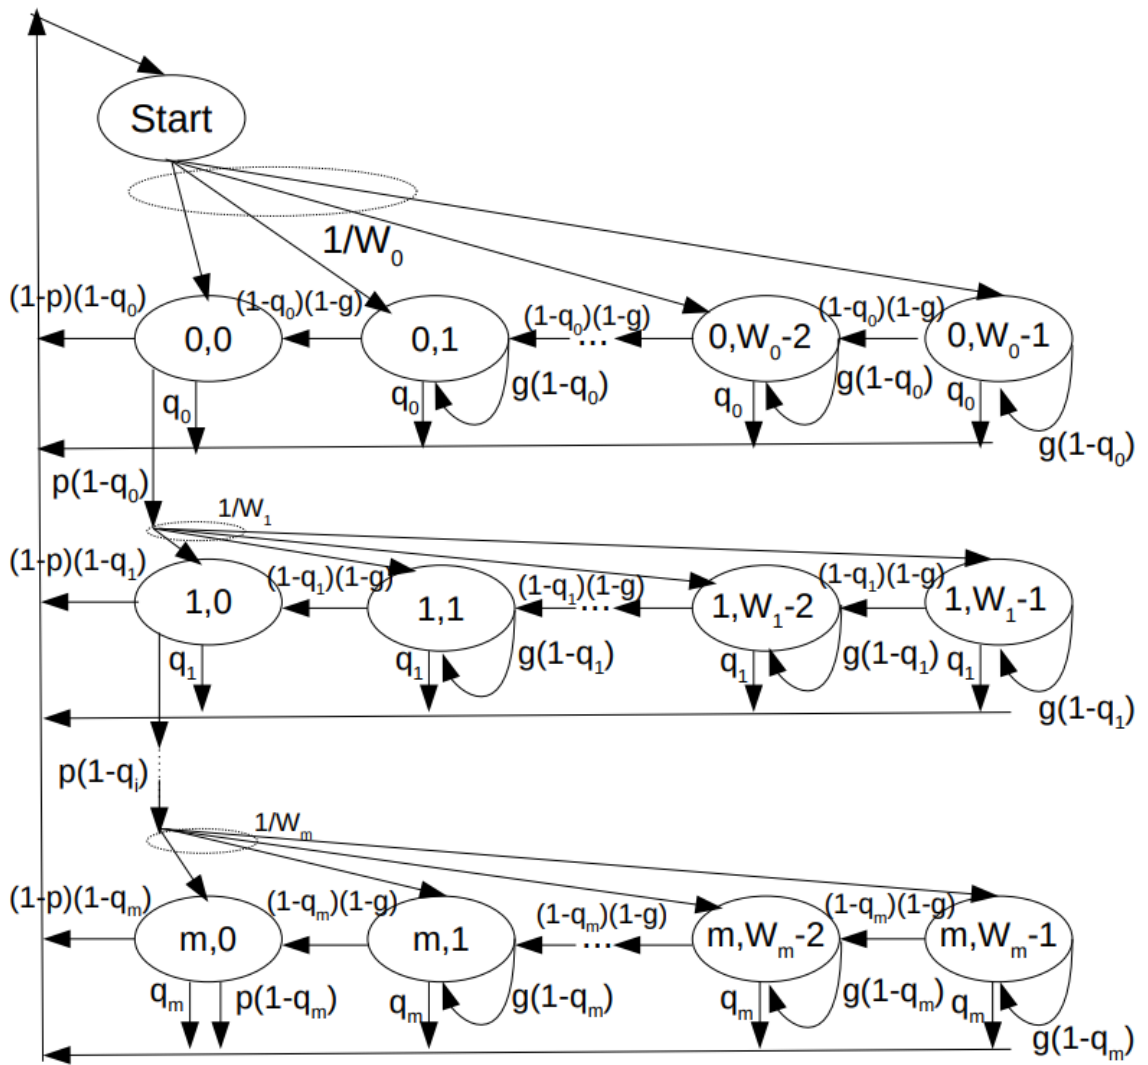 Start
1/W₀
(1-p)(1-q₀) (1-q₀)(1-g) (1-q₀)(1-g) (1-q₀)(1-g)
0,0 0,1 ... 0,W₀-2 0,W₀-1
q₀ q₀ g(1-q₀) q₀ g(1-q₀) q₀ g(1-q₀)
p(1-q₀)
1/W₁
(1-p)(1-q₁) (1-q₁)(1-g) (1-q₁)(1-g) (1-q₁)(1-g)
1,0 1,1 ... 1,W₁-2 1,W₁-1
q₁ q₁ g(1-q₁) q₁ g(1-q₁) q₁ g(1-q₁)
p(1-qᵢ)
1/Wₘ
(1-p)(1-qₘ) (1-qₘ)(1-g) (1-qₘ)(1-g) (1-qₘ)(1-g)
m,0 m,1 ... m,Wₘ-2 m,Wₘ-1
qₘ p(1-qₘ) qₘ g(1-qₘ) qₘ g(1-qₘ) qₘ g(1-qₘ)